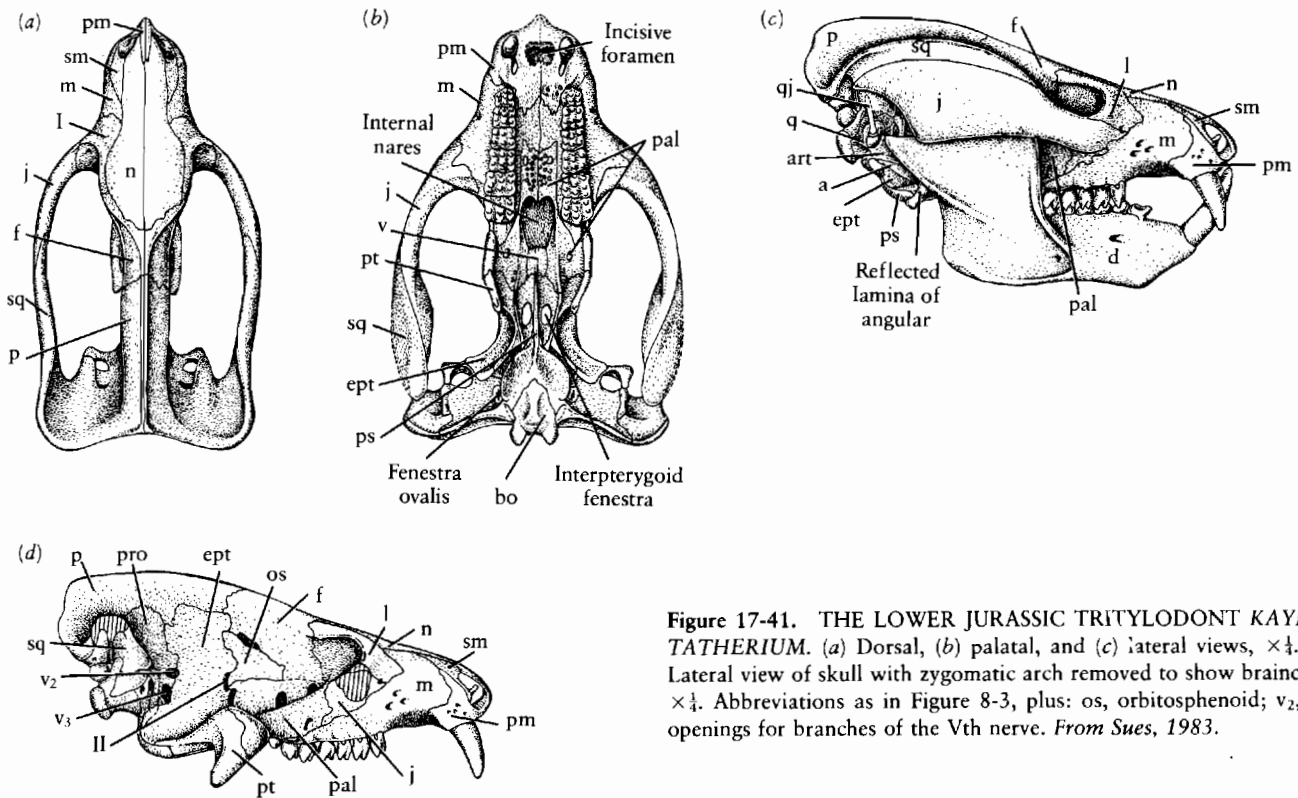 (a)
pm
sm
m
l
j
n
f
sq
p
(b)
pm
Incisive
foramen
m
Internal
nares
pal
j
v
pt
sq
ept
ps
Fenestra
ovalis
bo
Interpterygoid
fenestra
(c)
p
sq
f
l
n
sm
qj
j
q
m
art
pm
a
ept
ps
d
Reflected
lamina of
angular
pal
(d)
p
pro
ept
os
f
l
n
sm
sq
v₂
m
v₃
pm
II
pt
pal
j
Figure 17-41. THE LOWER JURASSIC TRITYLODONT KAY
TATHERIUM. (a) Dorsal, (b) palatal, and (c) lateral views, ×¼.
Lateral view of skull with zygomatic arch removed to show brainc
×¼. Abbreviations as in Figure 8-3, plus: os, orbitosphenoid; v₂,
openings for branches of the Vth nerve. From Sues, 1983.